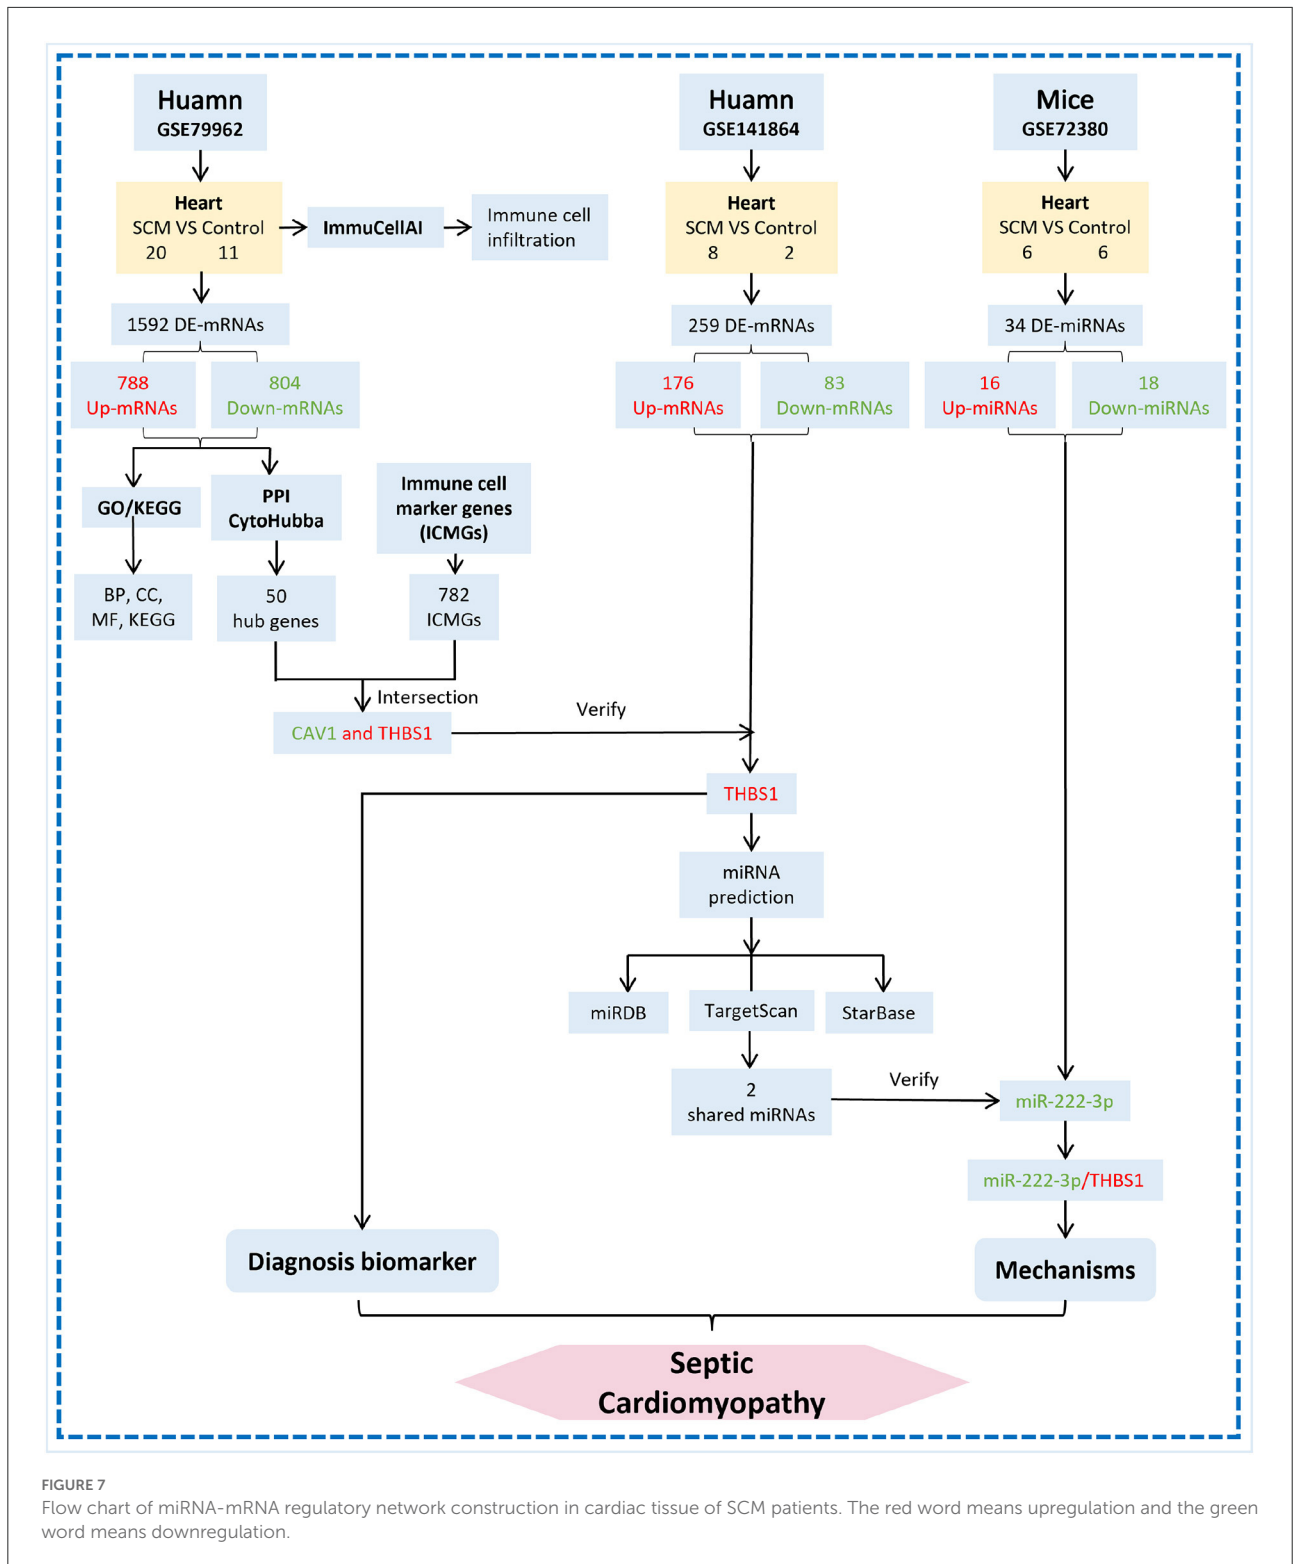 Huamn
GSE79962
Huamn
GSE141864
Mice
GSE72380
Heart
SCM VS Control
20 11
ImmuCellAI
Immune cell
infiltration
Heart
SCM VS Control
8 2
Heart
SCM VS Control
6 6
1592 DE-mRNAs
259 DE-mRNAs
34 DE-miRNAs
788
Up-mRNAs
804
Down-mRNAs
176
Up-mRNAs
83
Down-mRNAs
16
Up-miRNAs
18
Down-miRNAs
GO/KEGG
PPI
CytoHubba
Immune cell
marker genes
(ICMGs)
BP, CC,
MF, KEGG
50
hub genes
782
ICMGs
Intersection
CAV1 and THBS1
Verify
THBS1
miRNA
prediction
miRDB
TargetScan
StarBase
2
shared miRNAs
Verify
miR-222-3p
miR-222-3p/THBS1
Diagnosis biomarker
Mechanisms
Septic
Cardiomyopathy
FIGURE 7
Flow chart of miRNA-mRNA regulatory network construction in cardiac tissue of SCM patients. The red word means upregulation and the green
word means downregulation.